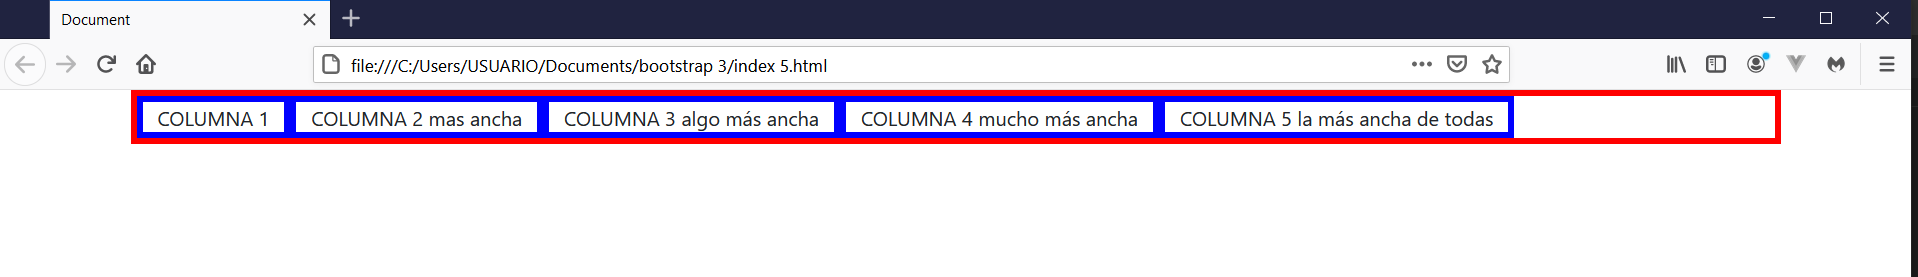 Document
file:///C:/Users/USUARIO/Documents/bootstrap 3/index 5.html
COLUMNA 1 COLUMNA 2 mas ancha COLUMNA 3 algo más ancha COLUMNA 4 mucho más ancha COLUMNA 5 la más ancha de todas